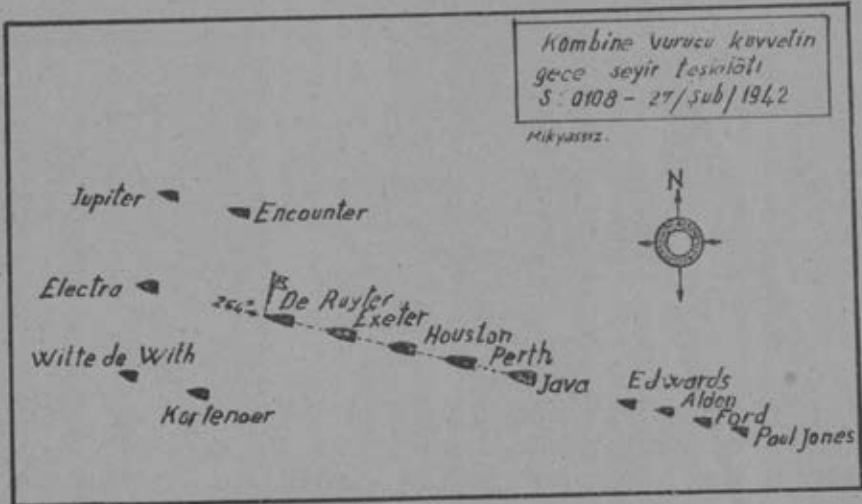 Kombine vurucu kuvvetin
gece seyir teşkilâtı
S: 0108 - 27/Şub/1942
Mikyassız.
N
Jupiter
Encounter
Electra
De Ruyter
Exeter
Houston
Perth
Java
Witte de With
Kortenaer
Edwards
Alden
Ford
Paul Jones